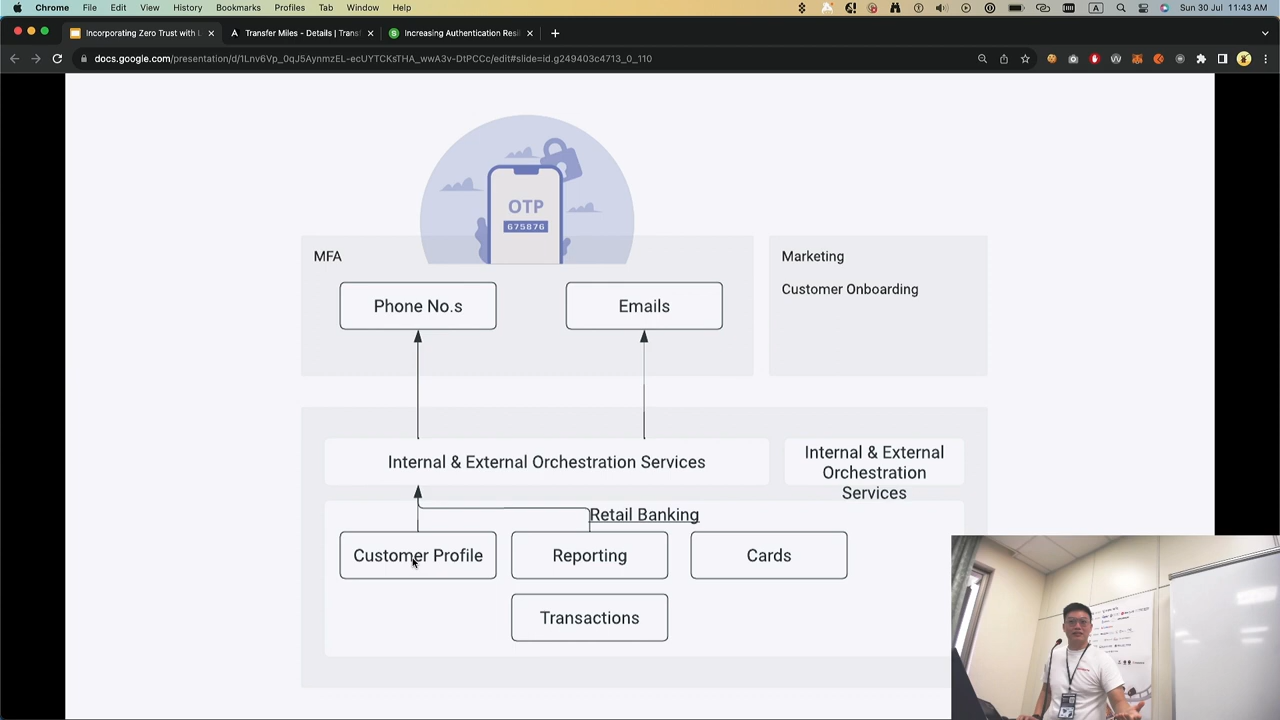 Chrome File Edit View History Bookmarks Profiles Tab Window Help
A
Sun 30 Jul 11:43 AM
Incorporating Zero Trust with L
Transfer Miles - Details | Transf
Increasing Authentication Resil
docs.google.com/presentation/d/1Lnv6Vp_0qJ5AynmzEL-ecUYTCKsTHA_wwA3v-DtPCCc/edit#slide=id.g249403c4713_0_110
OTP
675876
MFA
Marketing
Phone No.s
Emails
Customer Onboarding
Internal & External Orchestration Services
Internal & External
Orchestration
Services
Retail Banking
Customer Profile
Reporting
Cards
Transactions